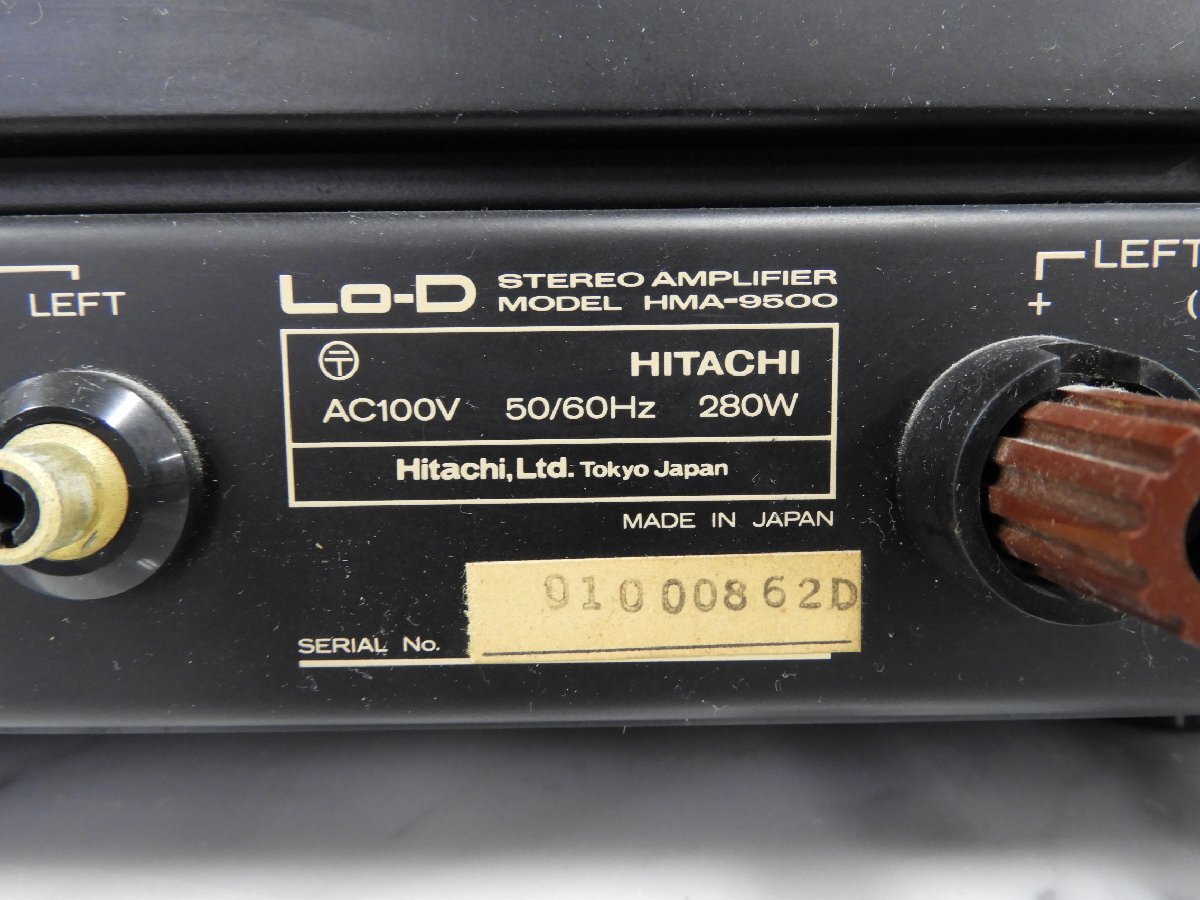 LEFT
Lo-D STEREO AMPLIFIER
MODEL HMA-9500
HITACHI
AC100V 50/60Hz 280W
Hitachi, Ltd. Tokyo Japan
MADE IN JAPAN
91000862D
SERIAL No.
LEFT
+ (